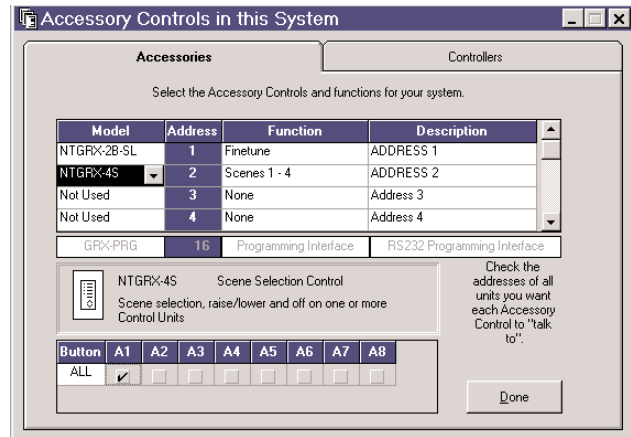 Accessory Controls in this System
Accessories Controllers
Select the Accessory Controls and functions for your system.
Model Address Function Description
NTGRX-2B-SL 1 Finetune ADDRESS 1
NTGRX-4S 2 Scenes 1 - 4 ADDRESS 2
Not Used 3 None Address 3
Not Used 4 None Address 4
GRX-PRG 16 Programming Interface RS232 Programming Interface
NTGRX-4S Scene Selection Control
Scene selection, raise/lower and off on one or more
Control Units
Check the
addresses of all
units you want
each Accessory
Control to "talk
to".
Button A1 A2 A3 A4 A5 A6 A7 A8
ALL
Done